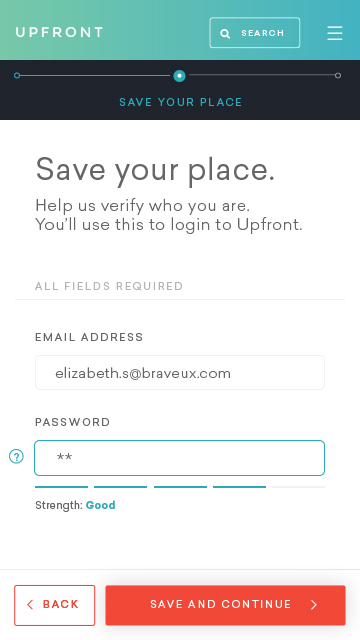 UPFRONT
SEARCH
SAVE YOUR PLACE
Save your place.
Help us verify who you are.
You'll use this to login to Upfront.
ALL FIELDS REQUIRED
EMAIL ADDRESS
elizabeth.s@braveux.com
PASSWORD
?
**
Strength: Good
BACK
SAVE AND CONTINUE